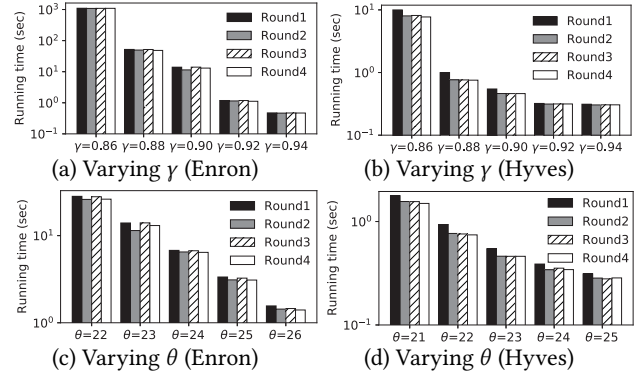 Running time (sec)
10³
10²
10¹
10⁰
10⁻¹
Round1
Round2
Round3
Round4
γ=0.86 γ=0.88 γ=0.90 γ=0.92 γ=0.94
(a) Varying γ (Enron)
Running time (sec)
10¹
10⁰
10⁻¹
Round1
Round2
Round3
Round4
γ=0.86 γ=0.88 γ=0.90 γ=0.92 γ=0.94
(b) Varying γ (Hyves)
Running time (sec)
10¹
10⁰
Round1
Round2
Round3
Round4
θ=22 θ=23 θ=24 θ=25 θ=26
(c) Varying θ (Enron)
Running time (sec)
10⁰
10⁻¹
Round1
Round2
Round3
Round4
θ=21 θ=22 θ=23 θ=24 θ=25
(d) Varying θ (Hyves)